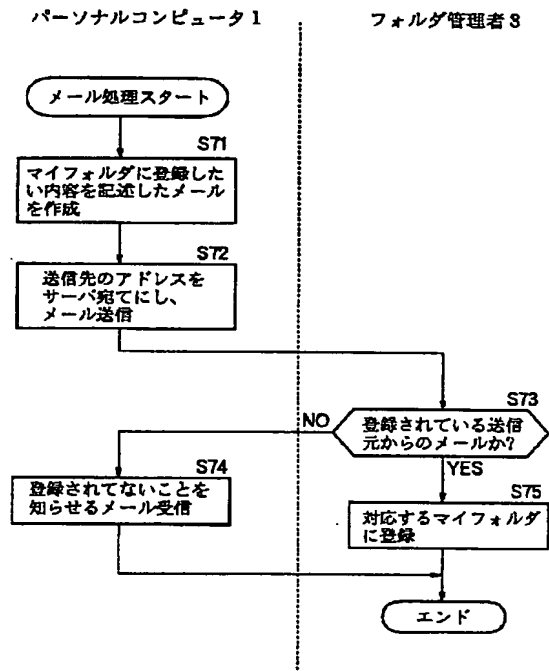 パーソナルコンピュータ1
フォルダ管理者3
メール処理スタート
S71
マイフォルダに登録した
い内容を記述したメール
を作成
S72
送信先のアドレスを
サーバ宛てにし、
メール送信
S73
登録されている送信
元からのメールか?
NO
YES
S74
登録されてないことを
知らせるメール受信
S75
対応するマイフォルダ
に登録
エンド